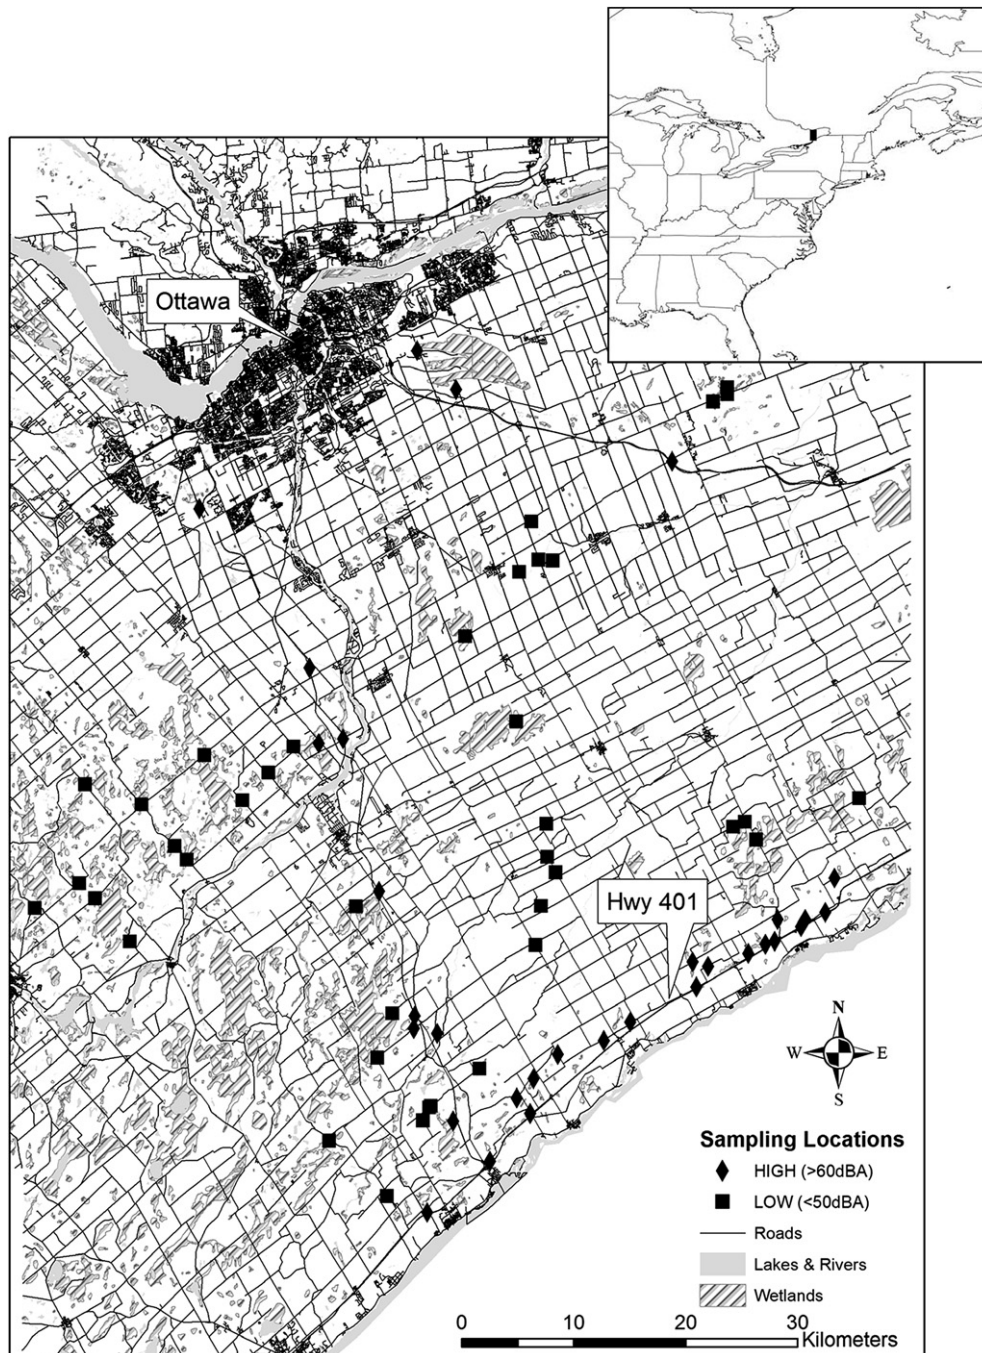 Ottawa
Hwy 401
N
W E
S
Sampling Locations
HIGH (>60dBA)
LOW (<50dBA)
Roads
Lakes & Rivers
Wetlands
0 10 20 30
Kilometers